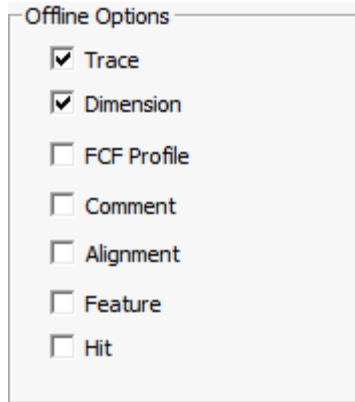 Offline Options
Trace
Dimension
FCF Profile
Comment
Alignment
Feature
Hit